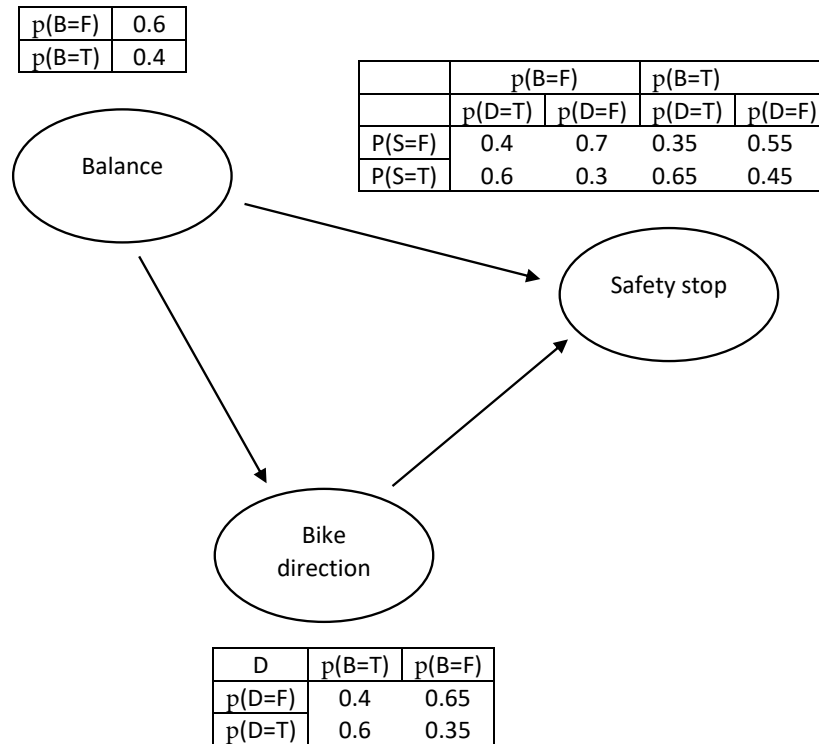 p(B=F) 0.6
p(B=T) 0.4
p(B=F) p(B=T)
p(D=T) p(D=F) p(D=T) p(D=F)
P(S=F) 0.4 0.7 0.35 0.55
P(S=T) 0.6 0.3 0.65 0.45
Balance
Safety stop
Bike
direction
D p(B=T) p(B=F)
p(D=F) 0.4 0.65
p(D=T) 0.6 0.35